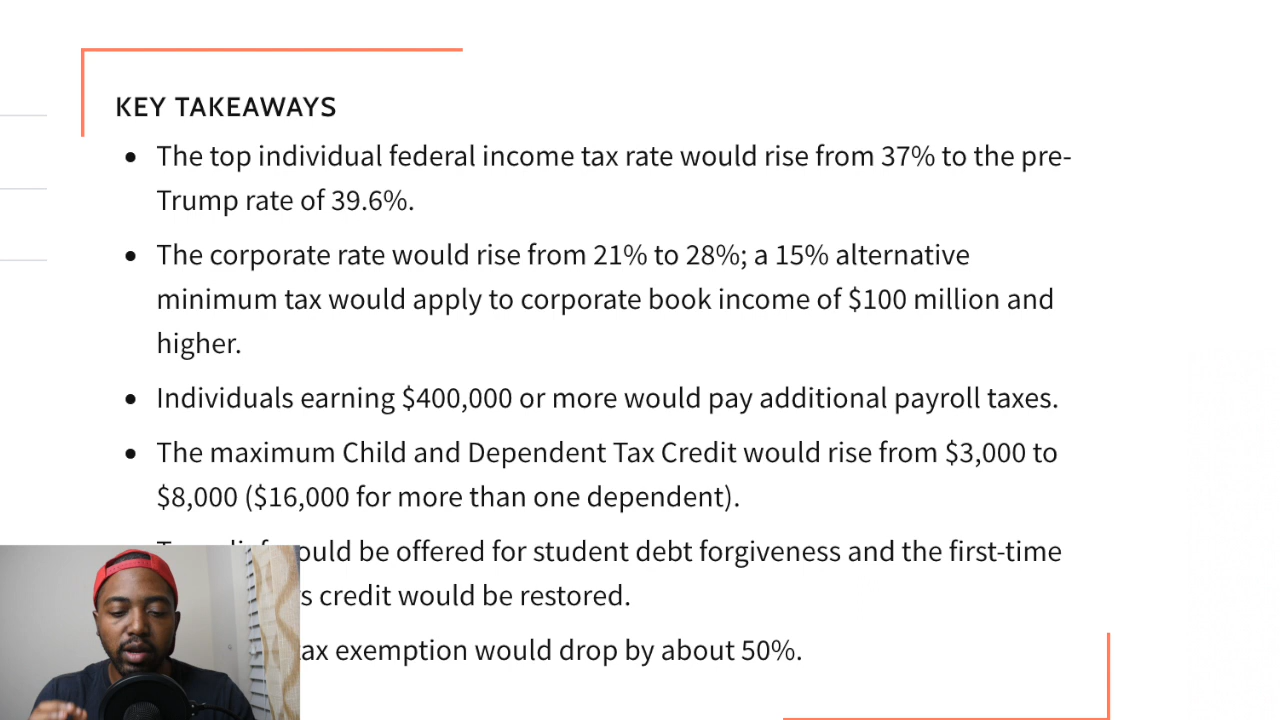 KEY TAKEAWAYS
• The top individual federal income tax rate would rise from 37% to the pre-
Trump rate of 39.6%.
• The corporate rate would rise from 21% to 28%; a 15% alternative
minimum tax would apply to corporate book income of $100 million and
higher.
• Individuals earning $400,000 or more would pay additional payroll taxes.
• The maximum Child and Dependent Tax Credit would rise from $3,000 to
$8,000 ($16,000 for more than one dependent).
be offered for student debt forgiveness and the first-time
credit would be restored.
exemption would drop by about 50%.